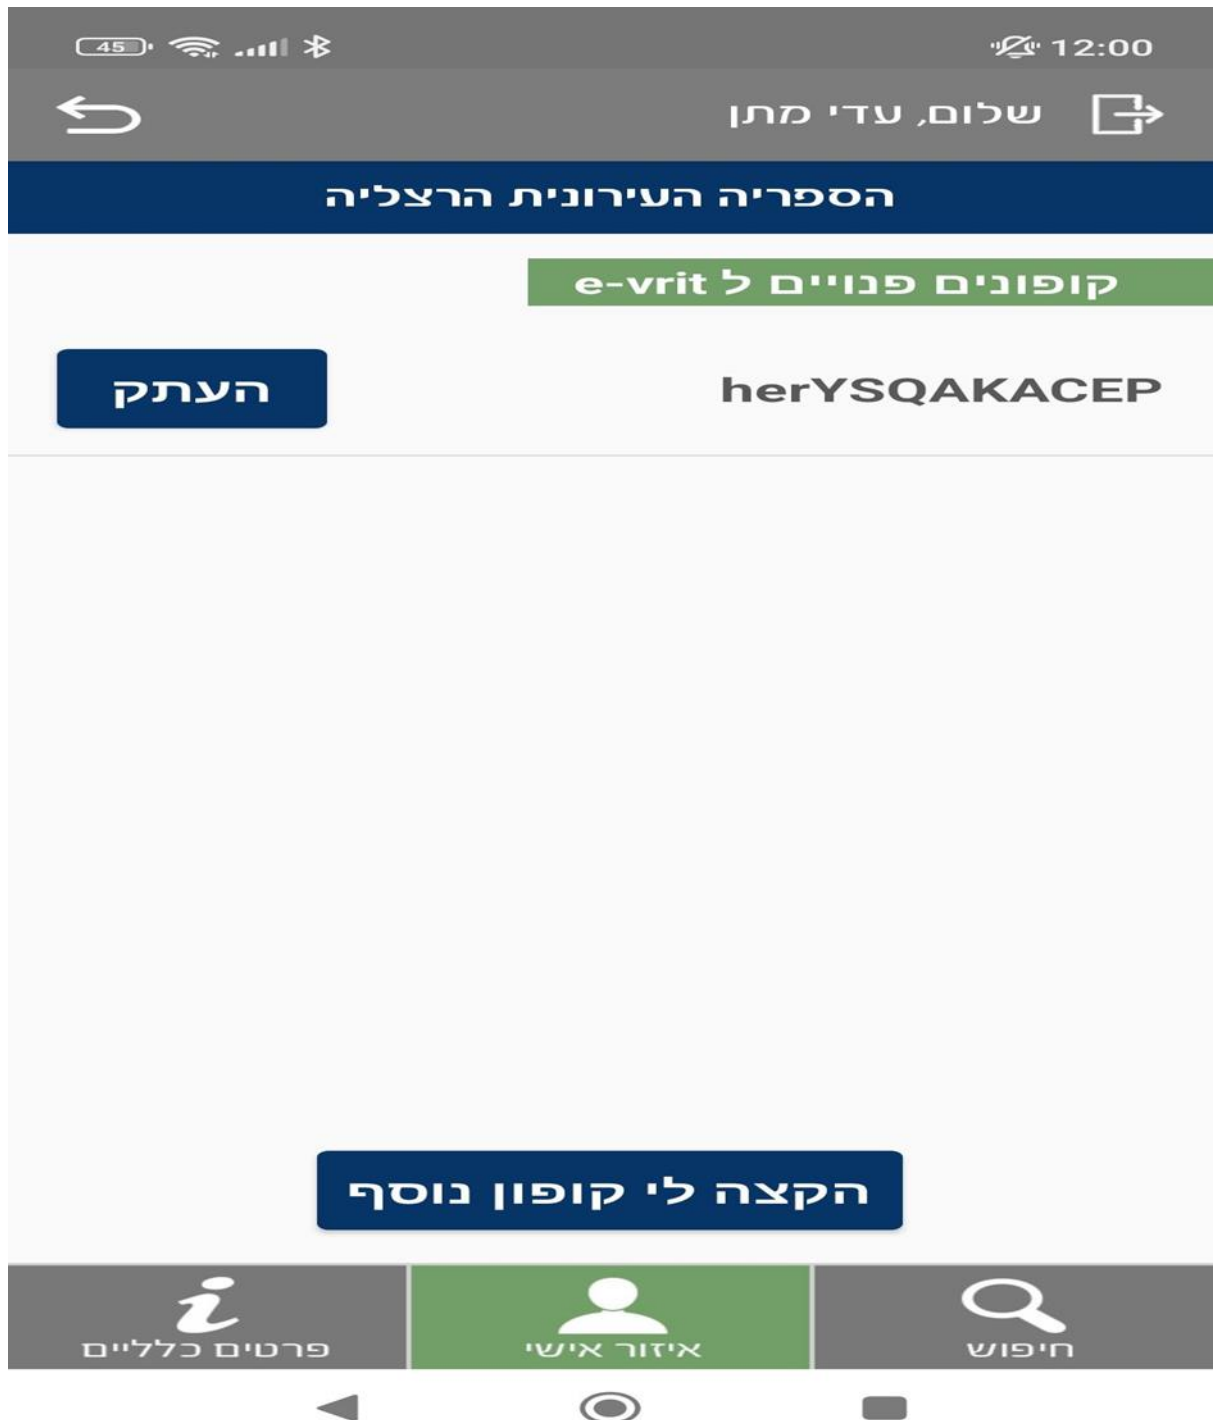 12:00
45
שלום, עדי מתן
הספריה העירונית הרצליה
קופונים פנויים ל e-vrit
herYSQAKACEP
העתק
הקצה לי קופון נוסף
חיפוש
איזור אישי
פרטים כלליים